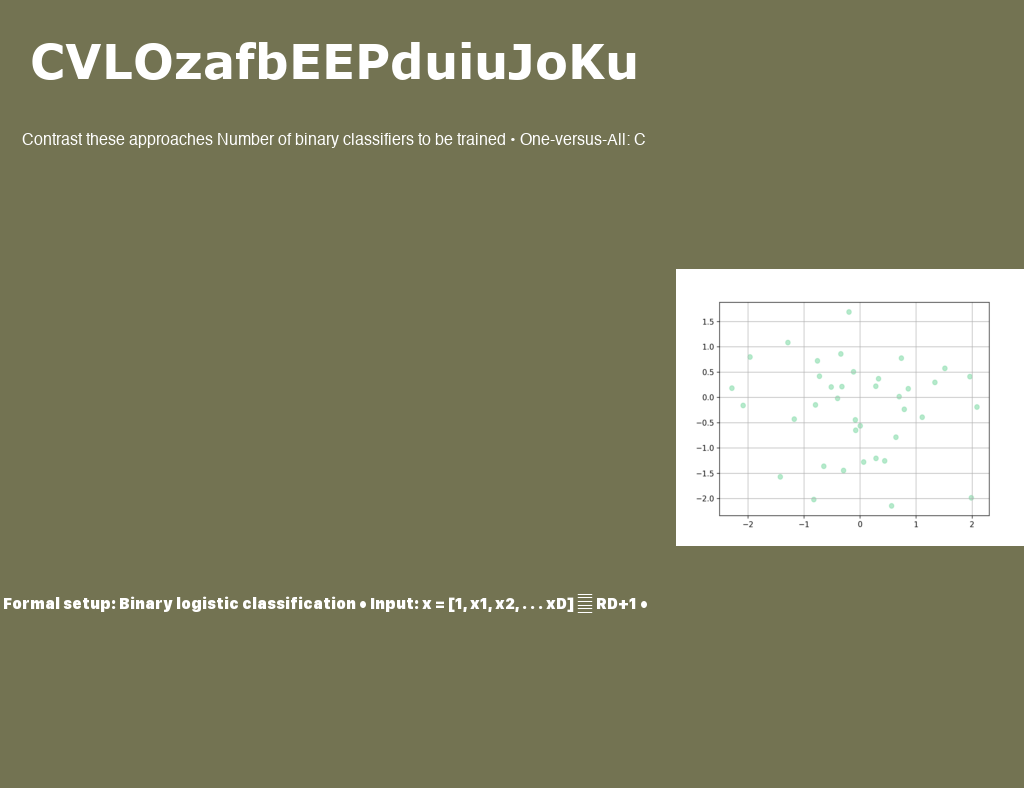 CVLOzafbEEPduiuJoKu
Contrast these approaches Number of binary classifiers to be trained • One-versus-All: C
1.5
1.0
0.5
0.0
−0.5
−1.0
−1.5
−2.0
−2 −1 0 1 2
Formal setup: Binary logistic classification • Input: x = [1, x1, x2, . . . xD] RD+1 •